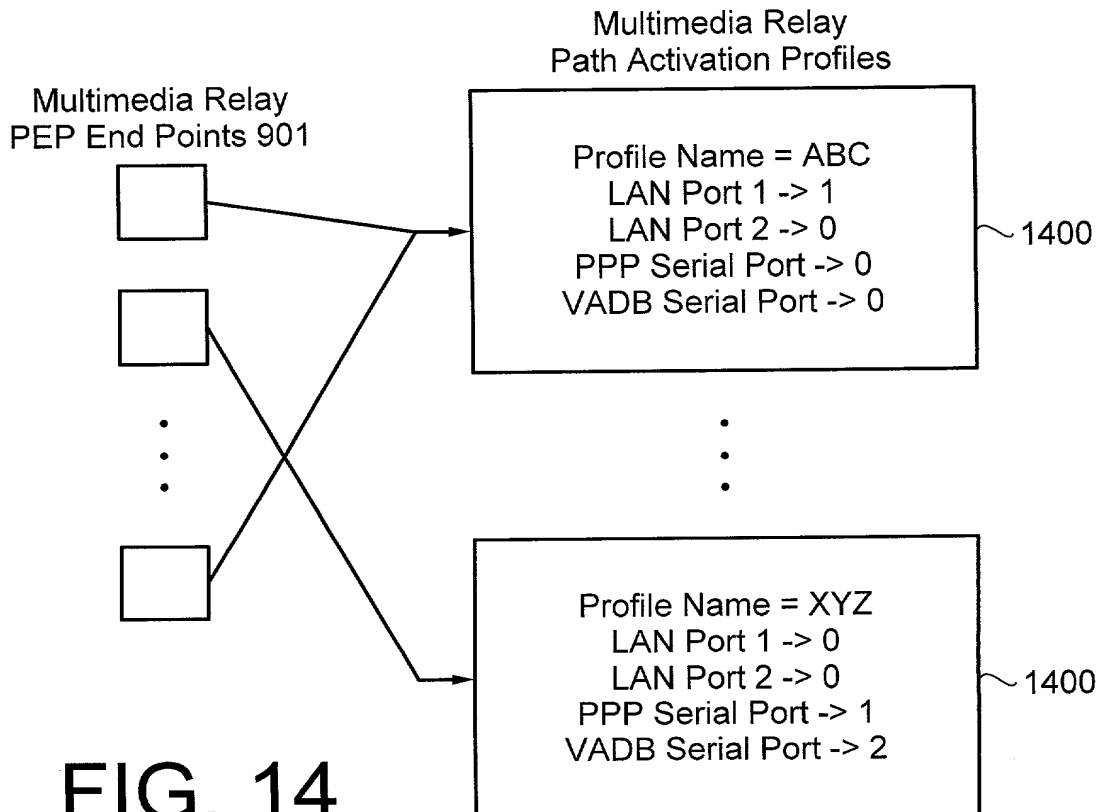 Multimedia Relay
Path Activation Profiles
Multimedia Relay
PEP End Points 901
Profile Name = ABC
LAN Port 1 -> 1
LAN Port 2 -> 0
PPP Serial Port -> 0
VADB Serial Port -> 0
1400
Profile Name = XYZ
LAN Port 1 -> 0
LAN Port 2 -> 0
PPP Serial Port -> 1
VADB Serial Port -> 2
1400
FIG. 14